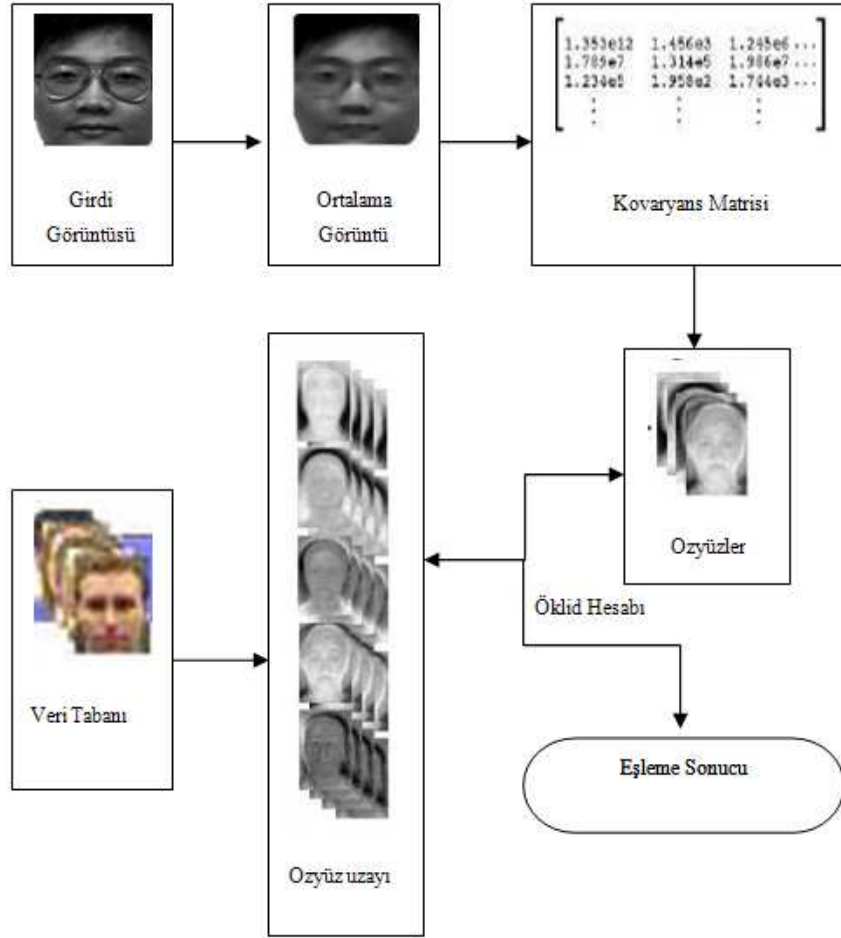 1.353e12 1.456e3 1.245e6 ...
1.789e7 1.314e5 1.986e7 ...
1.234e5 1.958e2 1.744e3 ...
Girdi
Görüntüsü
Ortalama
Görüntü
Kovaryans Matrisi
Ozyüzler
Öklid Hesabı
Veri Tabanı
Eşleme Sonucu
Ozyüz uzayı